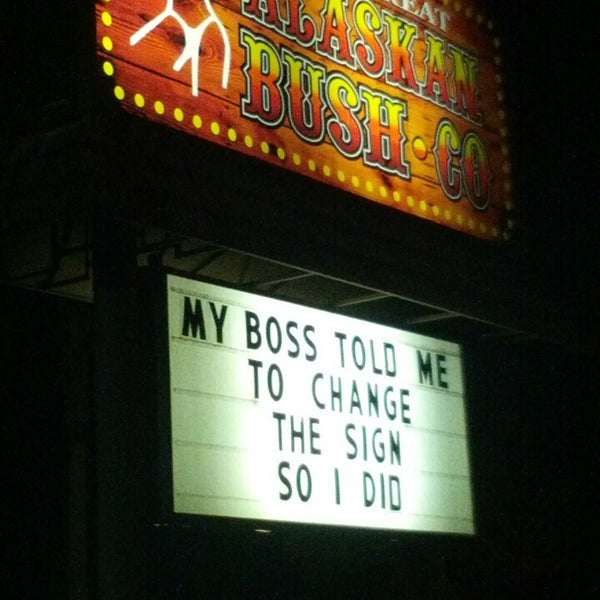 ALASKAN
BUSH·CO
MY BOSS TOLD ME
TO CHANGE
THE SIGN
SO I DID